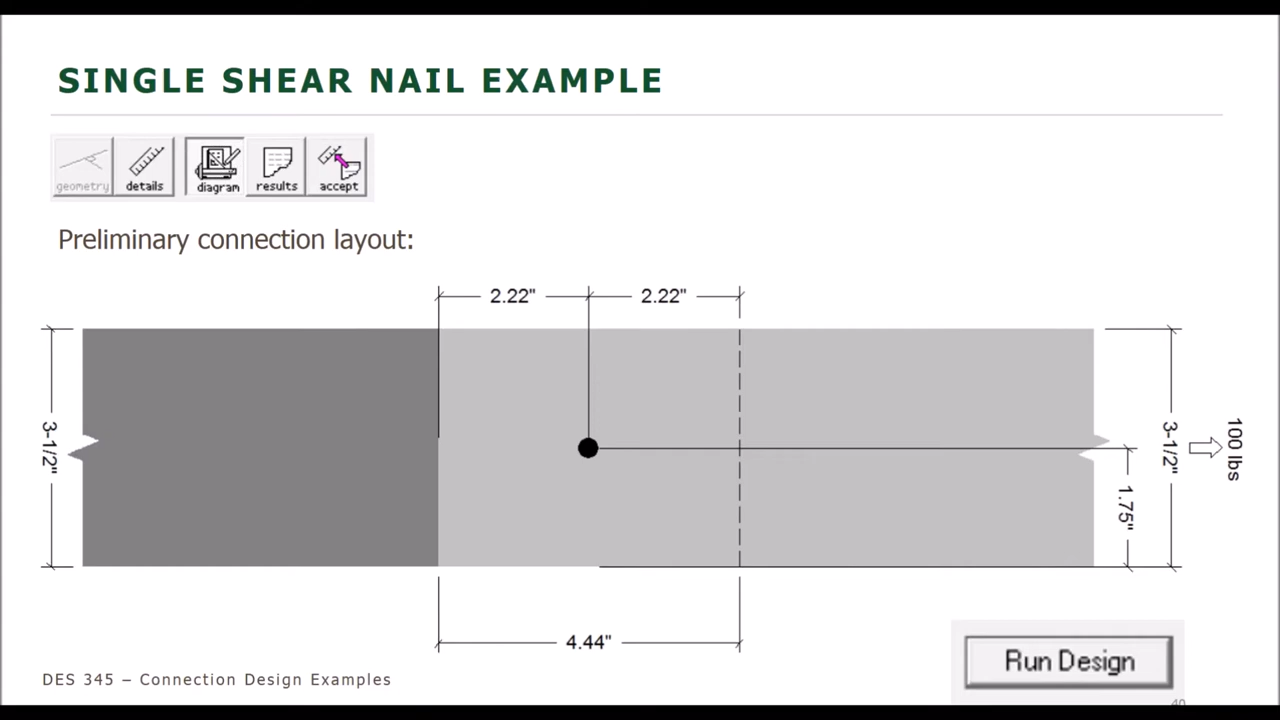 SINGLE SHEAR NAIL EXAMPLE
geometry details diagram results accept
Preliminary connection layout:
2.22" 2.22"
3-1/2" 3-1/2" 100 lbs
1.75"
4.44"
Run Design
DES 345 – Connection Design Examples